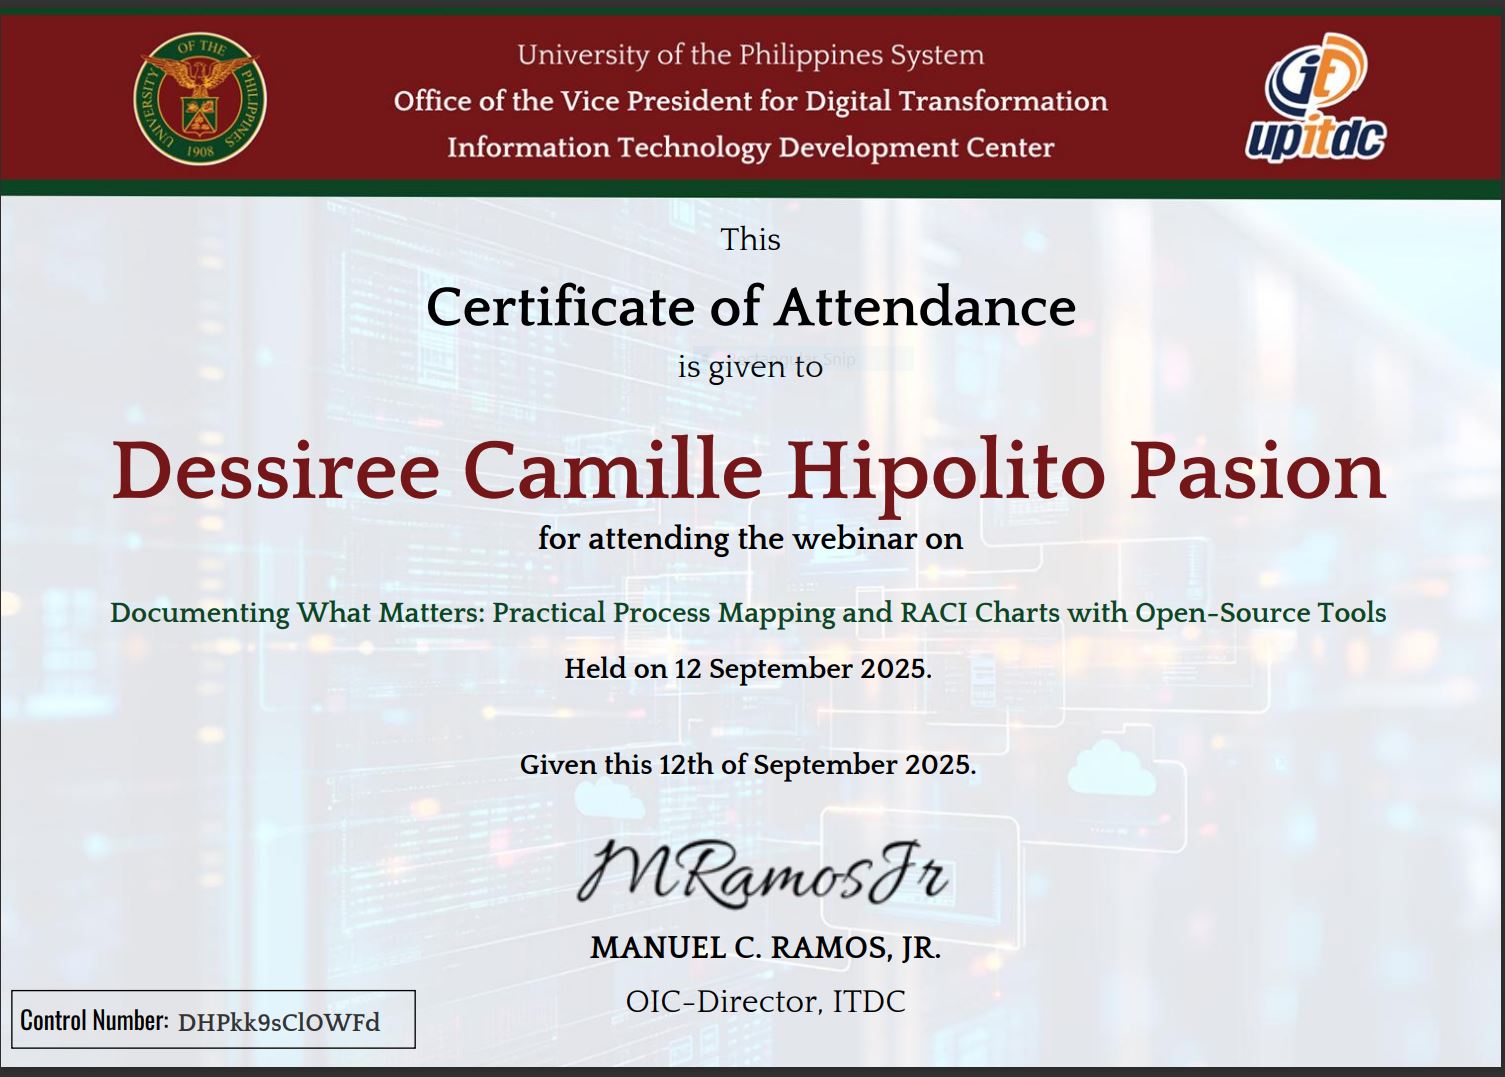 University of the Philippines System
Office of the Vice President for Digital Transformation
Information Technology Development Center
UNIVERSITY OF THE PHILIPPINES
1908
it
upitdc
This
Certificate of Attendance
is given to
Rectangular Snip
Dessiree Camille Hipolito Pasion
for attending the webinar on
Documenting What Matters: Practical Process Mapping and RACI Charts with Open-Source Tools
Held on 12 September 2025.
Given this 12th of September 2025.
MRamosJr
MANUEL C. RAMOS, JR.
OIC-Director, ITDC
Control Number: DHPkk9sClOWFd